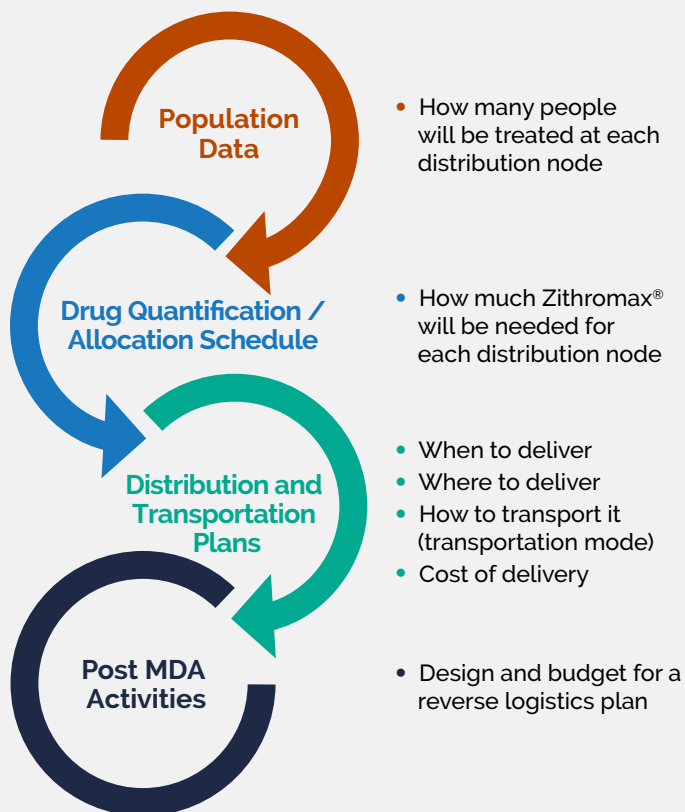 Population
Data
• How many people
will be treated at each
distribution node
Drug Quantification /
Allocation Schedule
• How much Zithromax®
will be needed for
each distribution node
Distribution and
Transportation
Plans
• When to deliver
• Where to deliver
• How to transport it
(transportation mode)
• Cost of delivery
Post MDA
Activities
• Design and budget for a
reverse logistics plan